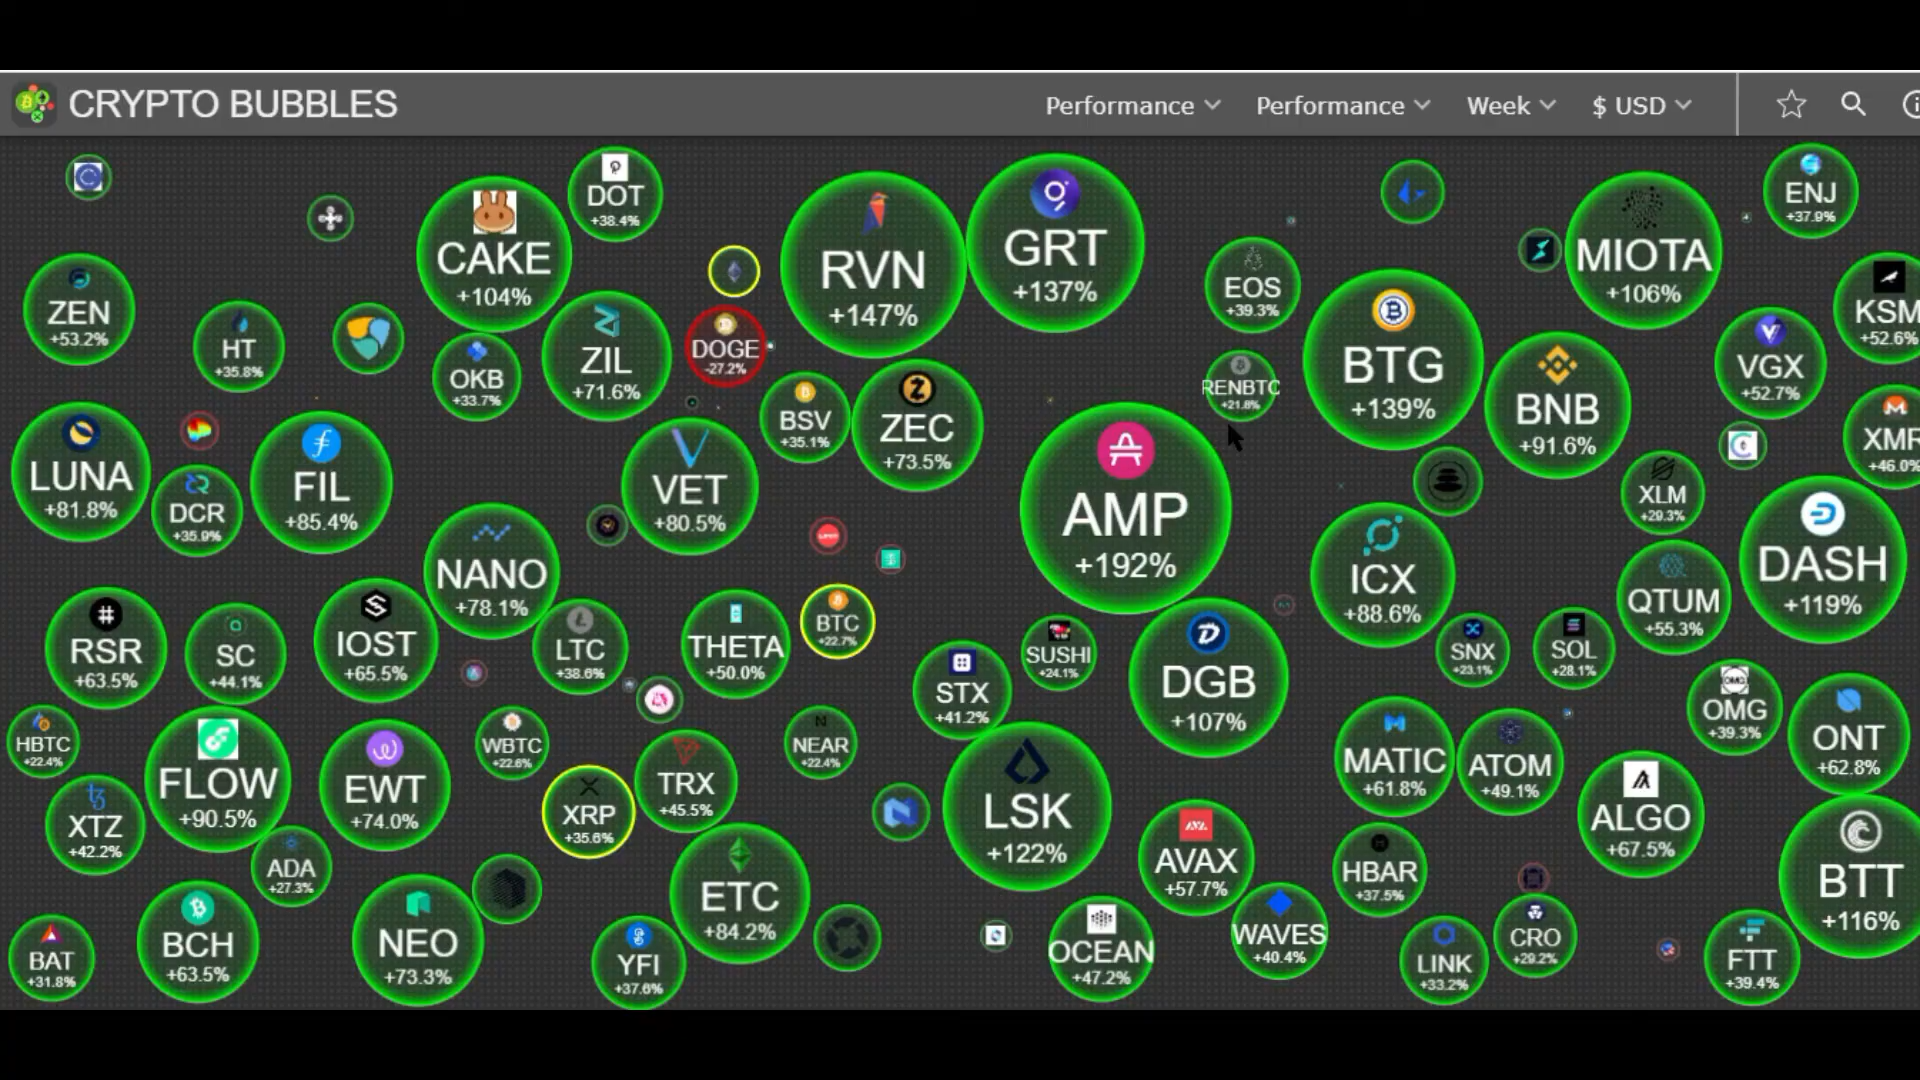 CRYPTO BUBBLES
Performance
Performance
Week
$ USD
DOT
+38.4%
ENJ
+37.9%
CAKE
+104%
RVN
+147%
GRT
+137%
EOS
+39.3%
MIOTA
+106%
ZEN
+53.2%
HT
+35.8%
OKB
+33.7%
ZIL
+71.6%
DOGE
-27.2%
RENBTC
+21.8%
BTG
+139%
BNB
+91.6%
VGX
+52.7%
KSM
+52.6%
LUNA
+81.8%
DCR
+35.9%
FIL
+85.4%
VET
+80.5%
BSV
+35.1%
ZEC
+73.5%
AMP
+192%
XLM
+29.3%
XMR
+46.0%
NANO
+78.1%
ICX
+88.6%
QTUM
+55.3%
DASH
+119%
RSR
+63.5%
SC
+44.1%
IOST
+65.5%
LTC
+38.6%
THETA
+50.0%
BTC
+22.7%
STX
+41.2%
SUSHI
+24.1%
DGB
+107%
SNX
+23.1%
SOL
+28.1%
OMG
+39.3%
ONT
+62.8%
HBTC
+22.4%
FLOW
+90.5%
EWT
+74.0%
WBTC
+22.6%
XRP
+35.6%
TRX
+45.5%
NEAR
+22.4%
LSK
+122%
MATIC
+61.8%
ATOM
+49.1%
ALGO
+67.5%
XTZ
+42.2%
ADA
+27.3%
ETC
+84.2%
AVAX
+57.7%
HBAR
+37.5%
BTT
+116%
BAT
+31.8%
BCH
+63.5%
NEO
+73.3%
YFI
+37.6%
OCEAN
+47.2%
WAVES
+40.4%
LINK
+33.2%
CRO
+29.2%
FTT
+39.4%